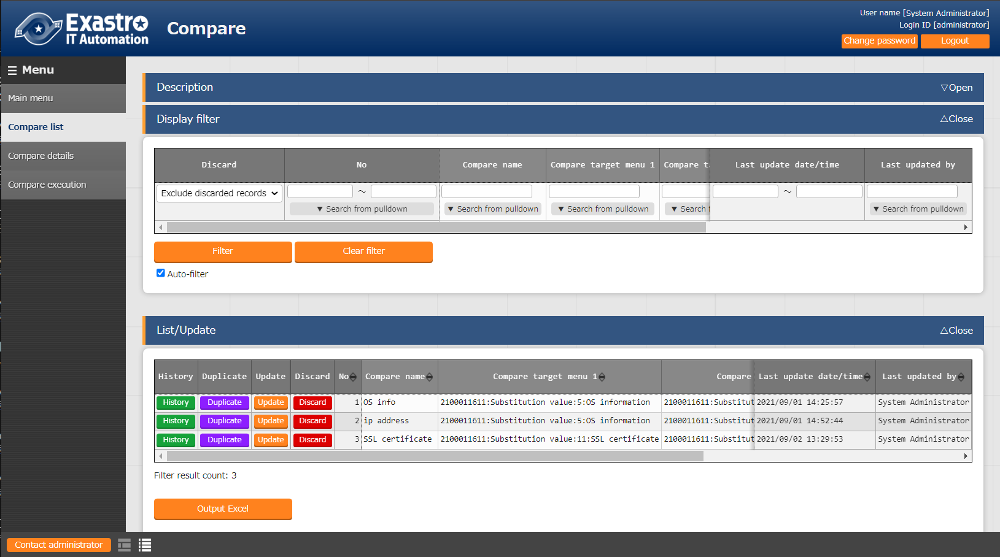 Exastro
IT Automation
Compare
User name [System Administrator]
Login ID [administrator]
Change password
Logout
Menu
Main menu
Compare list
Compare details
Compare execution
Description
▽Open
Display filter
△Close
Discard
No
Compare name
Compare target menu 1
Compare ta
Last update date/time
Last updated by
Exclude discarded records
～
～
▼ Search from pulldown
▼ Search from pulldown
▼ Search from pulldown
▼ Search f
▼ Search from pulldown
Filter
Clear filter
Auto-filter
List/Update
△Close
History Duplicate Update Discard No Compare name Compare target menu 1 Compare Last update date/time Last updated by
History Duplicate Update Discard 1 OS info 2100011611:Substitution value:5:OS information 2100011611:Substitut 2021/09/01 14:25:57 System Administrator
History Duplicate Update Discard 2 ip address 2100011611:Substitution value:5:OS information 2100011611:Substitut 2021/09/01 14:52:44 System Administrator
History Duplicate Update Discard 3 SSL certificate 2100011611:Substitution value:11:SSL certificate 2100011611:Substitut 2021/09/02 13:29:53 System Administrator
Filter result count: 3
Output Excel
Contact administrator